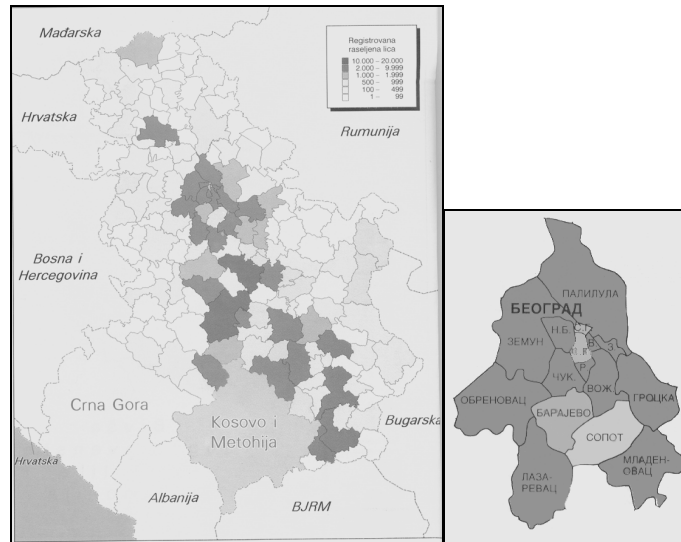 Mađarska
Registrovana
raseljena lica
10.000 – 20.000
2.000 – 9.999
1.000 – 1.999
500 – 999
100 – 499
1 – 99
Hrvatska
Rumunija
Bosna i
Hercegovina
Crna Gora
Kosovo i
Metohija
Bugarska
Hrvatska
Albanija
BJRM
ПАЛИЛУЛА
БЕОГРАД
Н.Б.
ЗЕМУН
В.
З.
Р.
ЧУК.
ВОЖ.
ОБРЕНОВАЦ
ГРОЦКА
БАРАЈЕВО
СОПОТ
МЛАДЕН-
ОВАЦ
ЛАЗА-
РЕВАЦ